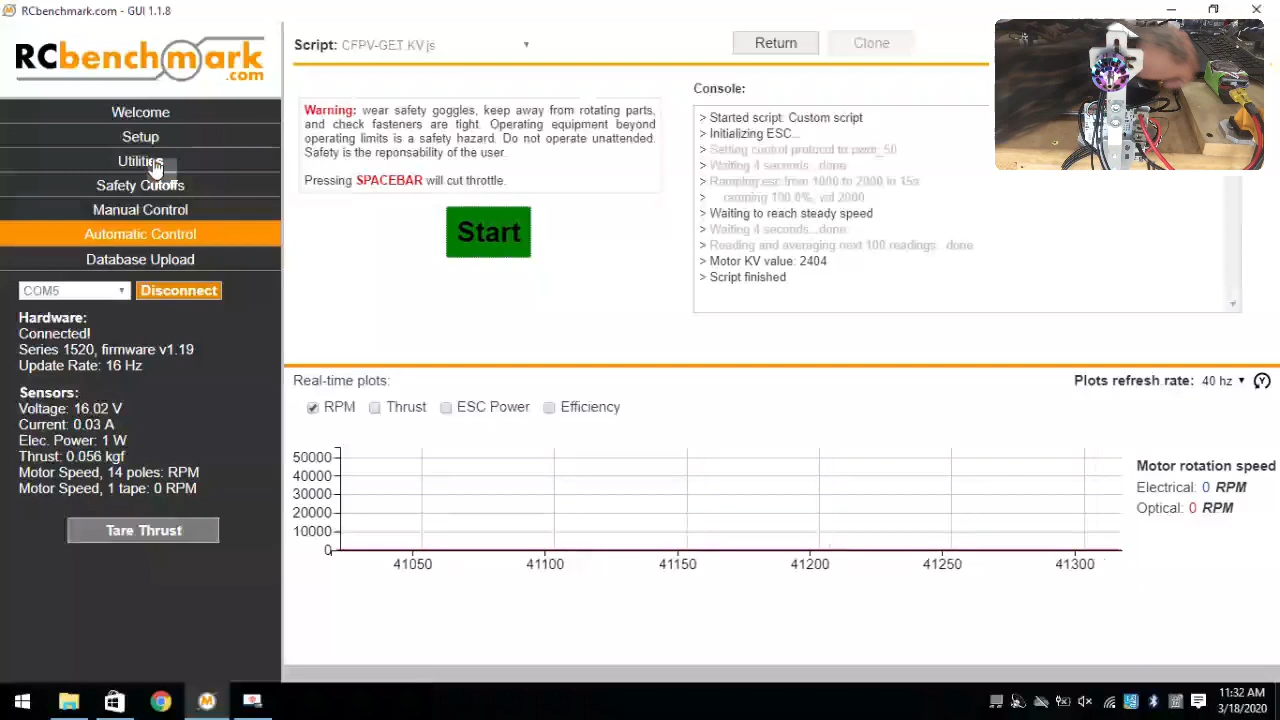 RCbenchmark.com - GUI 1.1.8
RCbenchmark
.com
Welcome
Setup
Utilities
Safety Cutoffs
Manual Control
Automatic Control
Database Upload
COM5
Disconnect
Hardware:
Connected!
Series 1520, firmware v1.19
Update Rate: 16 Hz
Sensors:
Voltage: 16.02 V
Current: 0.03 A
Elec. Power: 1 W
Thrust: 0.056 kgf
Motor Speed, 14 poles: RPM
Motor Speed, 1 tape: 0 RPM
Tare Thrust
Script: CFPV-GET KV.js
Return
Clone
Warning: wear safety goggles, keep away from rotating parts,
and check fasteners are tight. Operating equipment beyond
operating limits is a safety hazard. Do not operate unattended.
Safety is the reponsability of the user.
Pressing SPACEBAR will cut throttle.
Start
Console:
> Started script: Custom script
> Initializing ESC...
> Setting control protocol to pwm_50
> Waiting 4 seconds...done
> Ramping esc from 1000 to 2000 in 15s
> ramping 100.0%, val 2000
> Waiting to reach steady speed
> Waiting 4 seconds...done
> Reading and averaging next 100 readings...done
> Motor KV value: 2404
> Script finished
Real-time plots:
Plots refresh rate: 40 hz
RPM
Thrust
ESC Power
Efficiency
50000
40000
30000
20000
10000
0
41050
41100
41150
41200
41250
41300
Motor rotation speed
Electrical: 0 RPM
Optical: 0 RPM
11:32 AM
3/18/2020